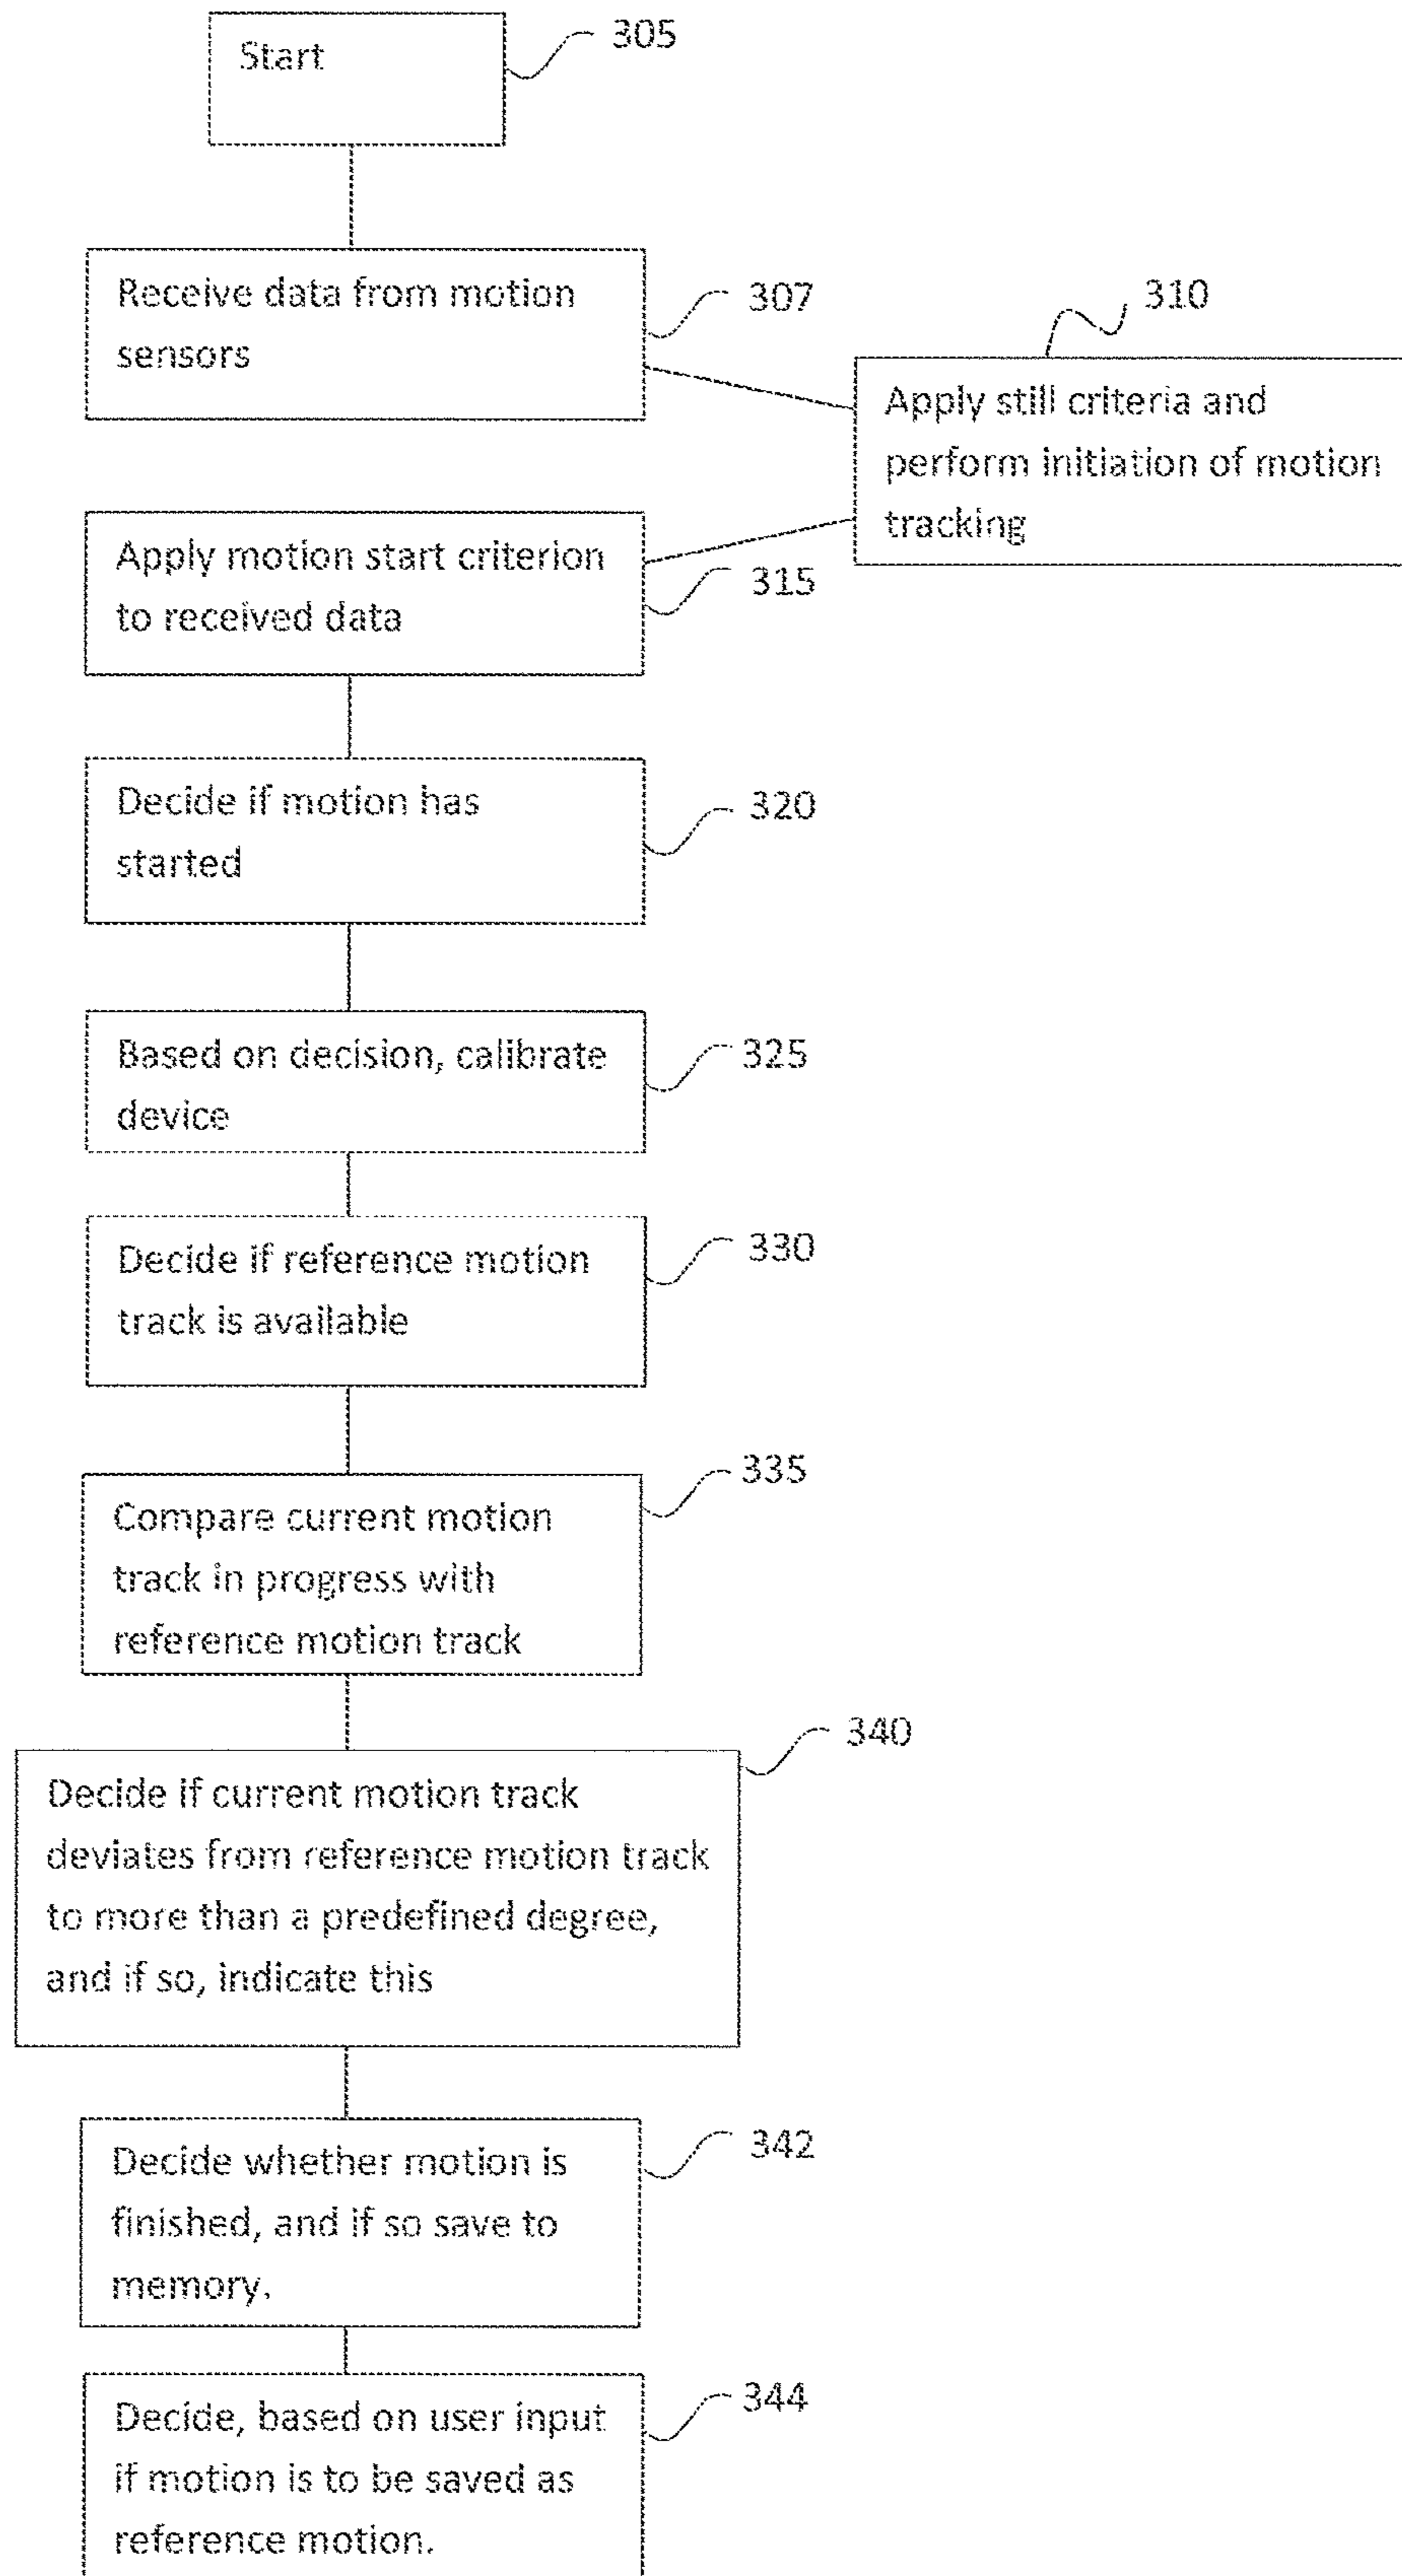 Start
305
Receive data from motion
sensors
307
310
Apply still criteria and
perform initiation of motion
tracking
Apply motion start criterion
to received data
315
Decide if motion has
started
320
Based on decision, calibrate
device
325
Decide if reference motion
track is available
330
Compare current motion
track in progress with
reference motion track
335
Decide if current motion track
deviates from reference motion track
to more than a predefined degree,
and if so, indicate this
340
Decide whether motion is
finished, and if so save to
memory.
342
Decide, based on user input
if motion is to be saved as
reference motion.
344